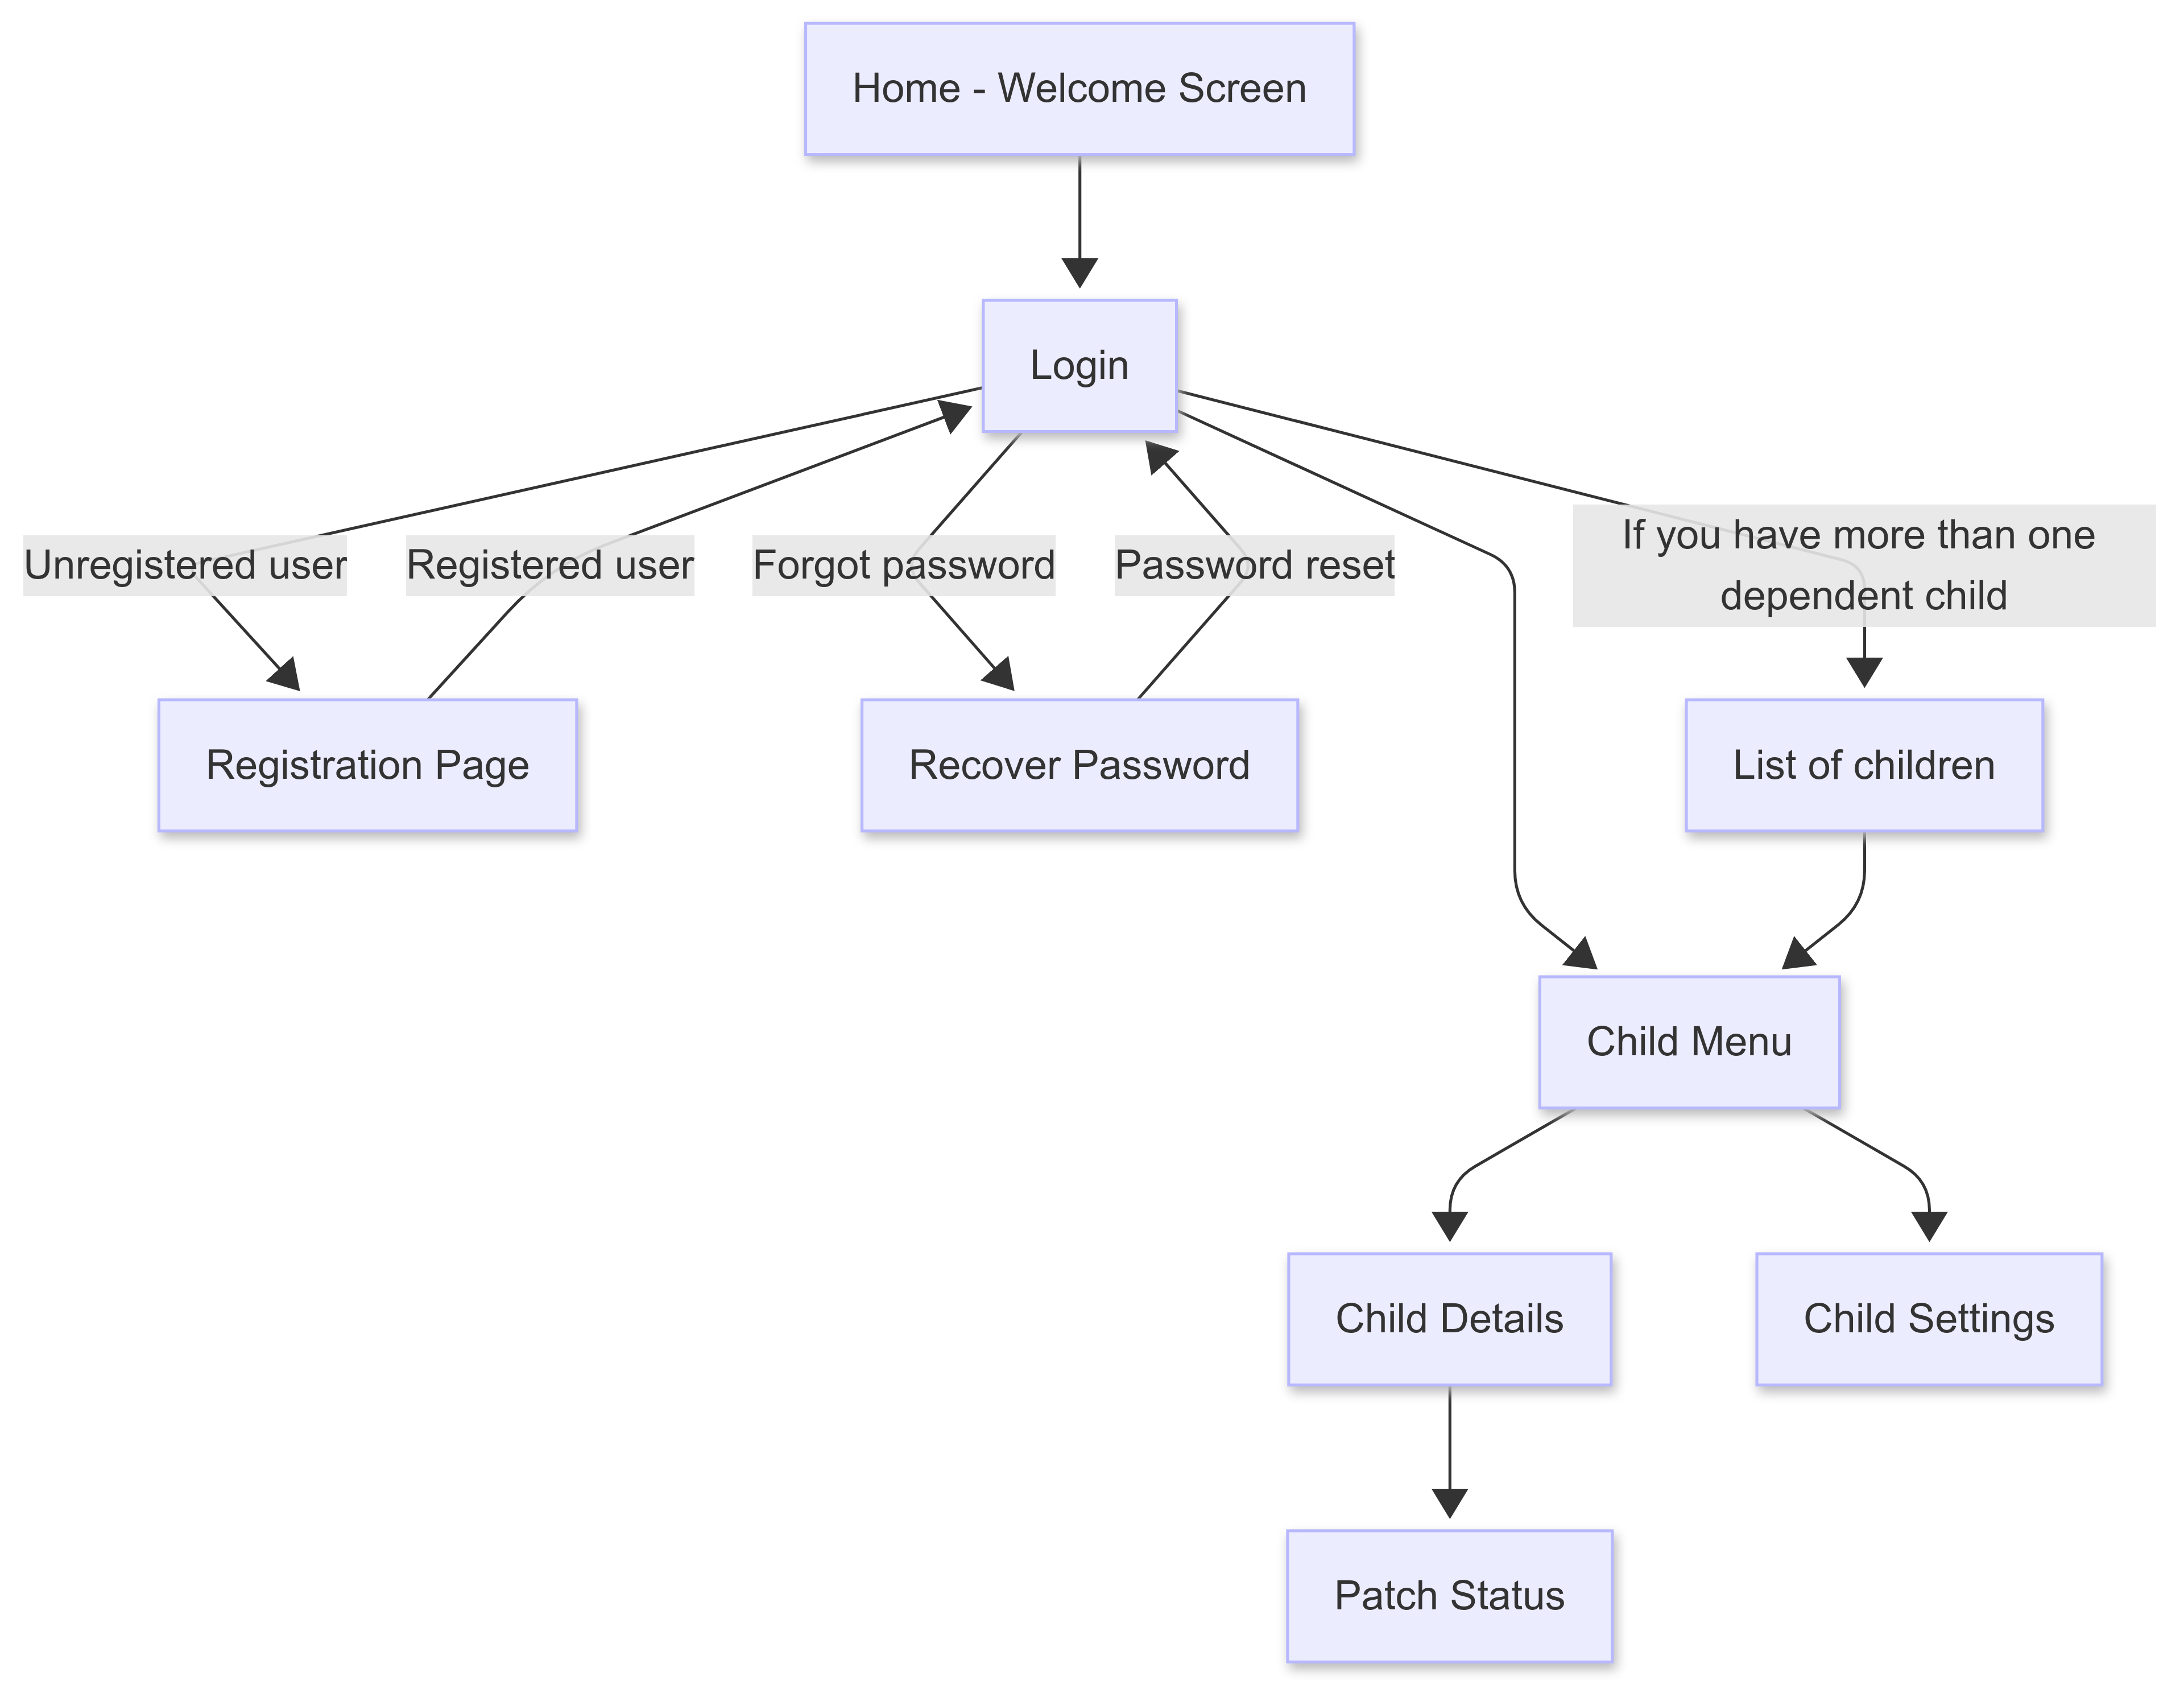 Home - Welcome Screen
Login
Unregistered user
Registered user
Forgot password
Password reset
If you have more than one
dependent child
Registration Page
Recover Password
List of children
Child Menu
Child Details
Child Settings
Patch Status